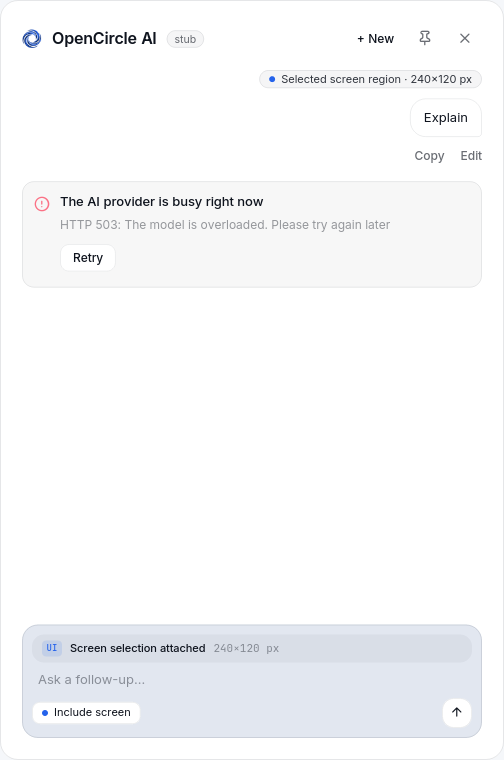 OpenCircle AI stub + New
Selected screen region · 240×120 px
Explain
Copy Edit
The AI provider is busy right now
HTTP 503: The model is overloaded. Please try again later
Retry
UI Screen selection attached 240×120 px
Ask a follow-up...
Include screen